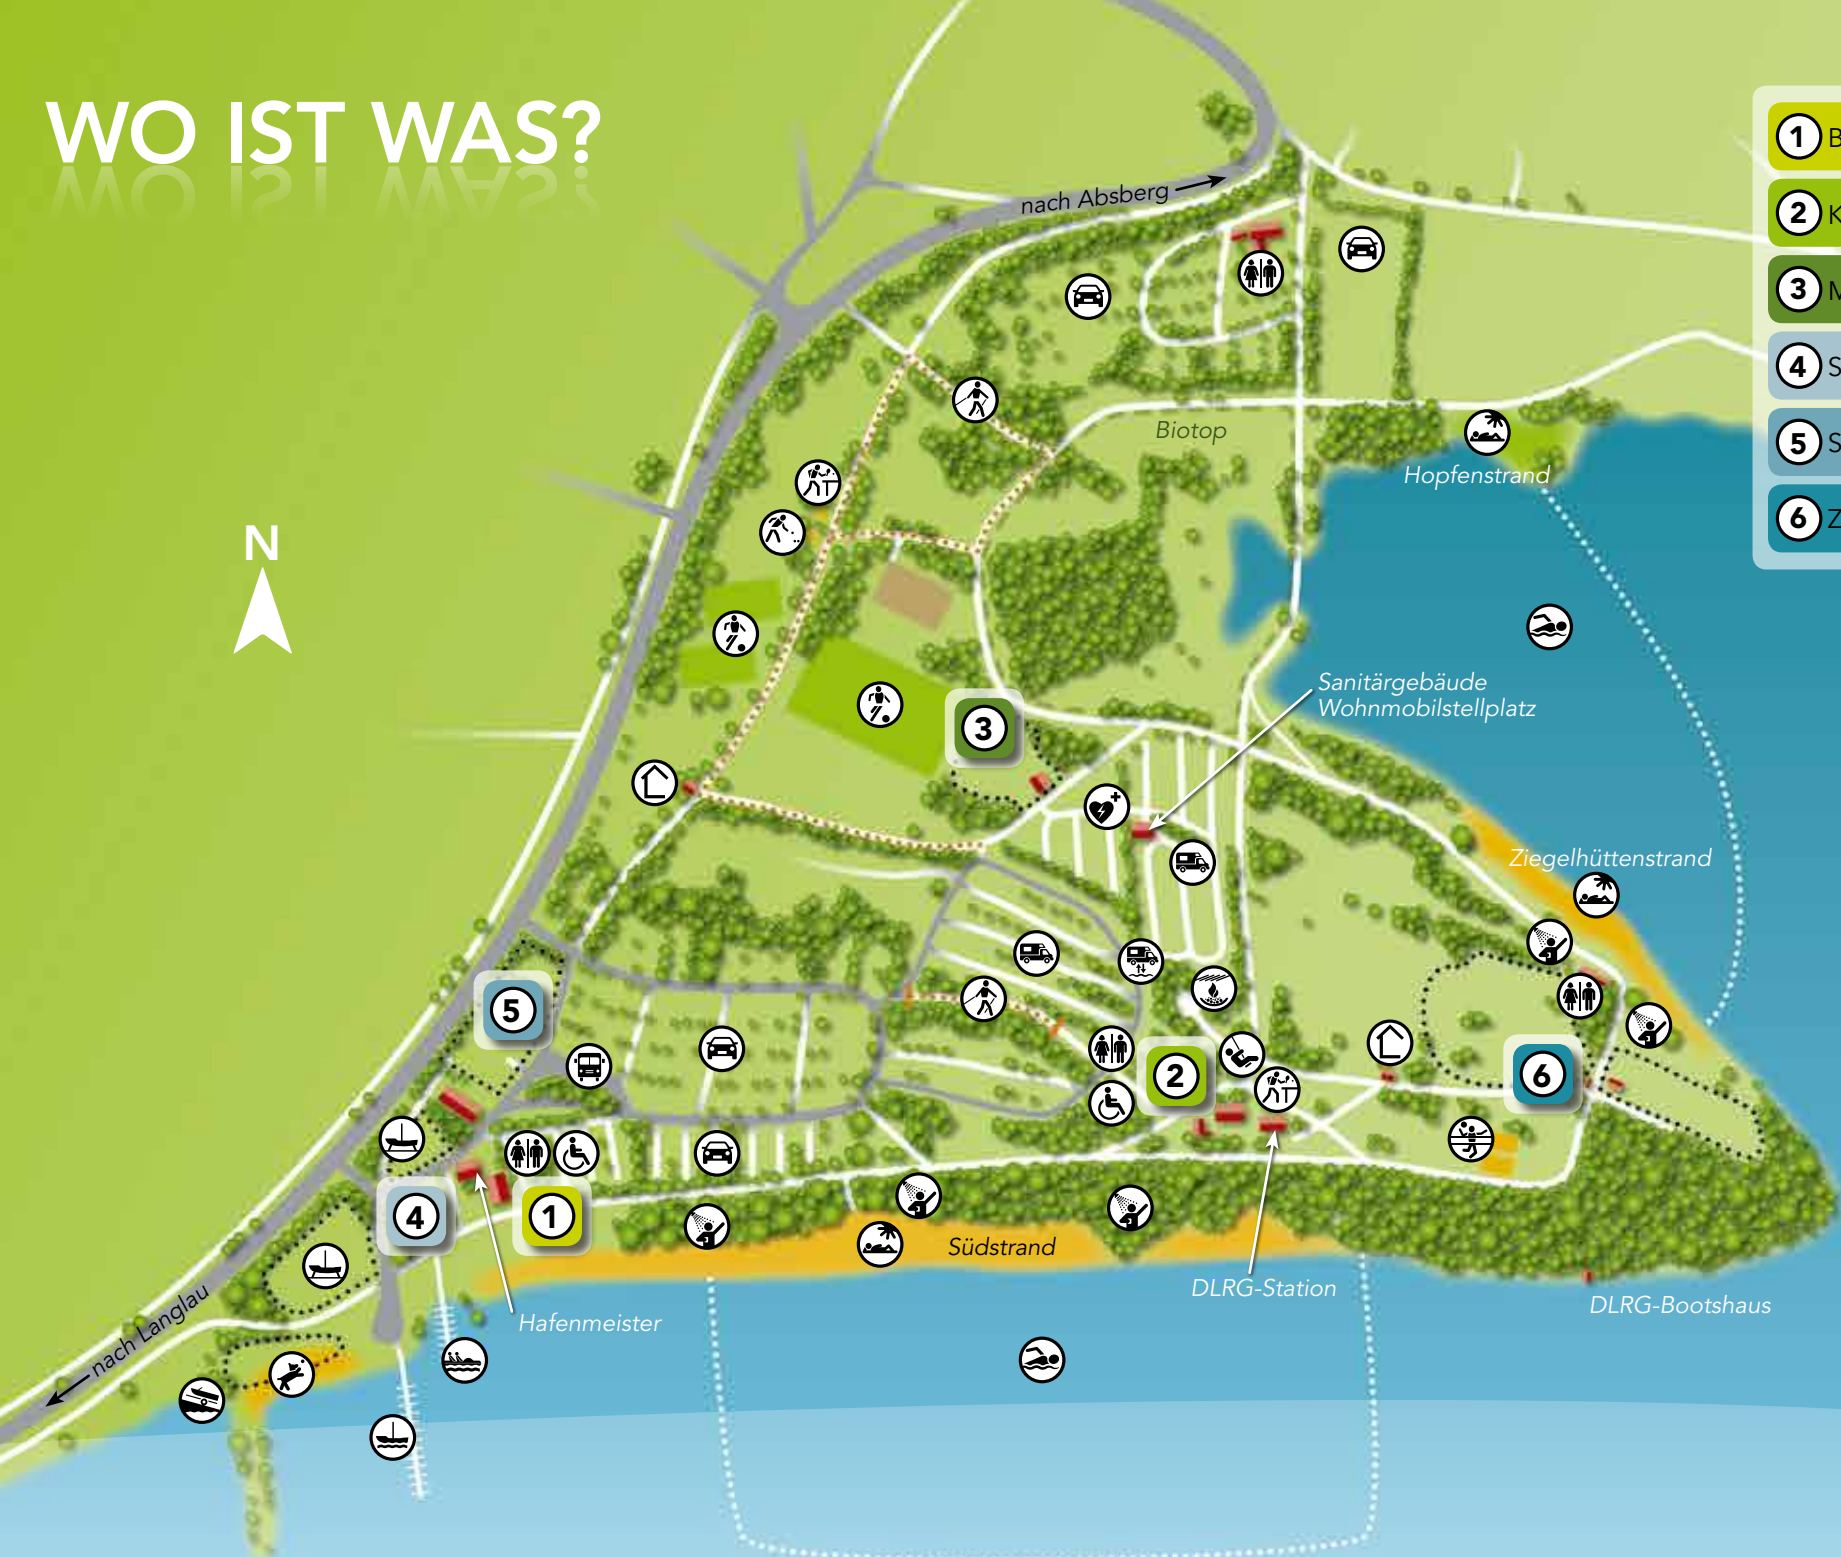 WO IST WAS?
nach Absberg
1 B
2 K
3 M
4 S
5 S
6 Z
Biotop
Hopfenstrand
N
Sanitärgebäude
Wohnmobilstellplatz
3
Ziegelhüttenstrand
5
2
6
4
1
Südstrand
DLRG-Station
DLRG-Bootshaus
Hafenmeister
nach Langlau